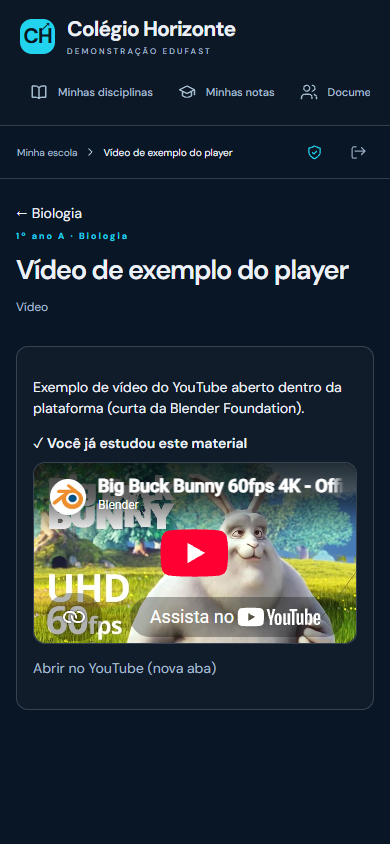 CH
Colégio Horizonte
DEMONSTRAÇÃO EDUFAST
Minhas disciplinas
Minhas notas
Docume
Minha escola
Vídeo de exemplo do player
← Biologia
1º ano A · Biologia
Vídeo de exemplo do player
Vídeo
Exemplo de vídeo do YouTube aberto dentro da
plataforma (curta da Blender Foundation).
✓ Você já estudou este material
Big Buck Bunny 60fps 4K - Offi
Blender
BUNNY
UHD
60fps
Assista no YouTube
Abrir no YouTube (nova aba)